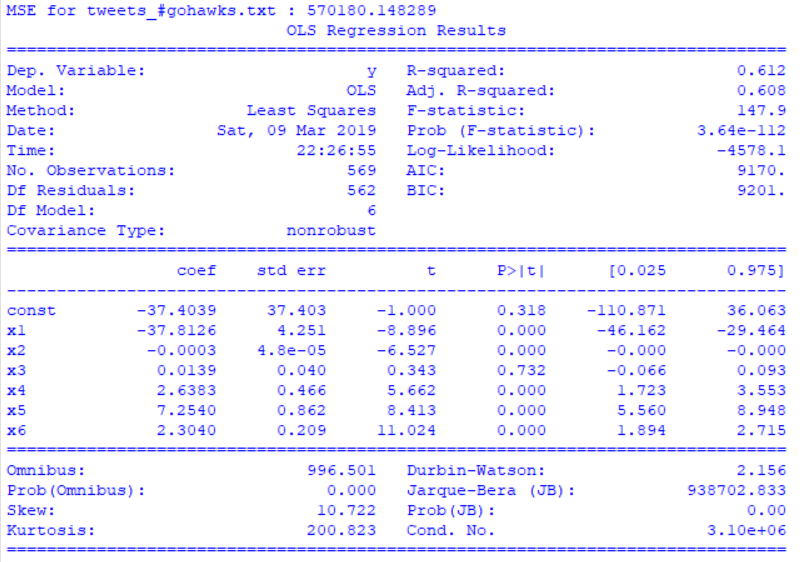 MSE for tweets_#gohawks.txt : 570180.148289
OLS Regression Results
==============================================================================
Dep. Variable: y R-squared: 0.612
Model: OLS Adj. R-squared: 0.608
Method: Least Squares F-statistic: 147.9
Date: Sat, 09 Mar 2019 Prob (F-statistic): 3.64e-112
Time: 22:26:55 Log-Likelihood: -4578.1
No. Observations: 569 AIC: 9170.
Df Residuals: 562 BIC: 9201.
Df Model: 6
Covariance Type: nonrobust
==============================================================================
coef std err t P>|t| [0.025 0.975]
------------------------------------------------------------------------------
const -37.4039 37.403 -1.000 0.318 -110.871 36.063
x1 -37.8126 4.251 -8.896 0.000 -46.162 -29.464
x2 -0.0003 4.8e-05 -6.527 0.000 -0.000 -0.000
x3 0.0139 0.040 0.343 0.732 -0.066 0.093
x4 2.6383 0.466 5.662 0.000 1.723 3.553
x5 7.2540 0.862 8.413 0.000 5.560 8.948
x6 2.3040 0.209 11.024 0.000 1.894 2.715
==============================================================================
Omnibus: 996.501 Durbin-Watson: 2.156
Prob(Omnibus): 0.000 Jarque-Bera (JB): 938702.833
Skew: 10.722 Prob(JB): 0.00
Kurtosis: 200.823 Cond. No. 3.10e+06
==============================================================================